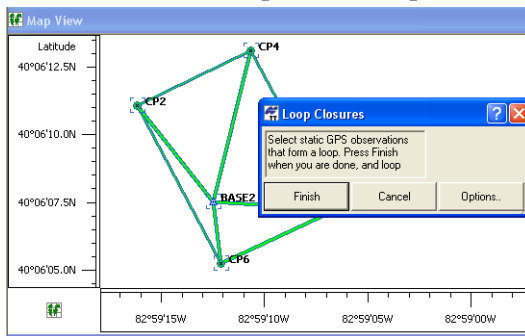 Map View
Latitude
CP4
40°06'12.5N
CP2
Loop Closures
40°06'10.0N
Select static GPS observations
that form a loop. Press Finish
when you are done, and loop
Finish
Cancel
Options..
BASE2
40°06'07.5N
40°06'05.0N
CP6
82°59'15W
82°59'10W
82°59'05W
82°59'00W